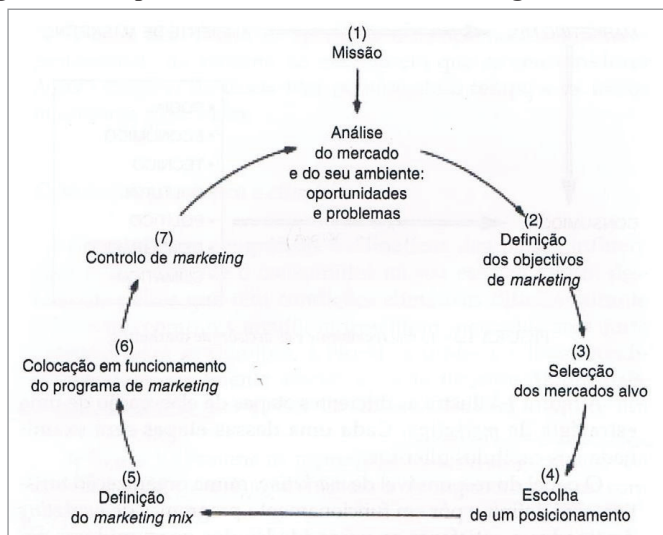 (1)
Missão
Análise
do mercado
e do seu ambiente:
oportunidades
e problemas
(2)
Definição
dos objectivos
de marketing
(3)
Selecção
dos mercados alvo
(4)
Escolha
de um posicionamento
(5)
Definição
do marketing mix
(6)
Colocação em funcionamento
do programa de marketing
(7)
Controlo de marketing